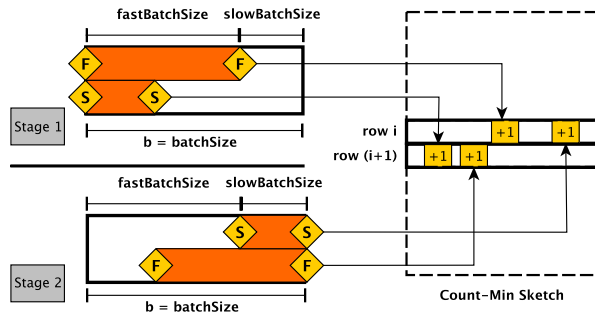 fastBatchSize slowBatchSize
F F
S S
Stage 1
b = batchSize
row i +1 +1
row (i+1) +1 +1
fastBatchSize slowBatchSize
S S
F F
Stage 2
b = batchSize
Count-Min Sketch